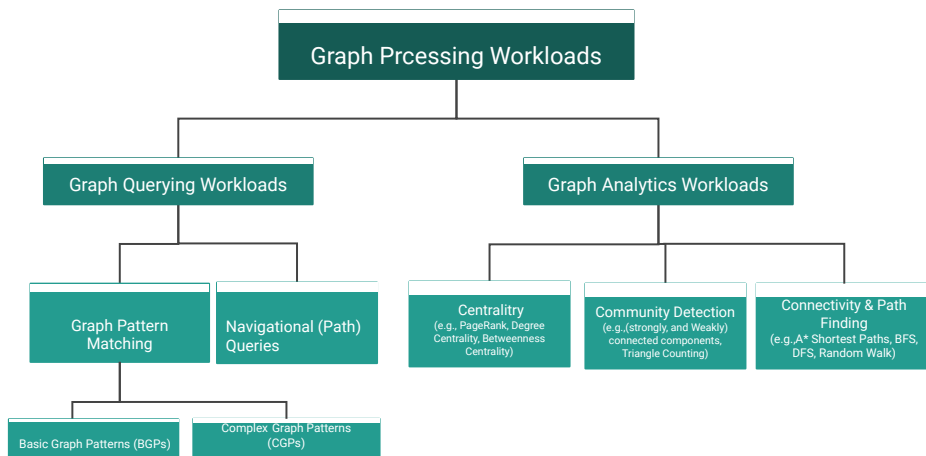 Graph Prcessing Workloads
Graph Querying Workloads
Graph Analytics Workloads
Graph Pattern
Matching
Navigational (Path)
Queries
Centralitry
(e.g., PageRank, Degree
Centrality, Betweenness
Centrality)
Community Detection
(e.g.,(strongly, and Weakly)
connected components,
Triangle Counting)
Connectivity & Path
Finding
(e.g.,A* Shortest Paths, BFS,
DFS, Random Walk)
Basic Graph Patterns (BGPs)
Complex Graph Patterns
(CGPs)